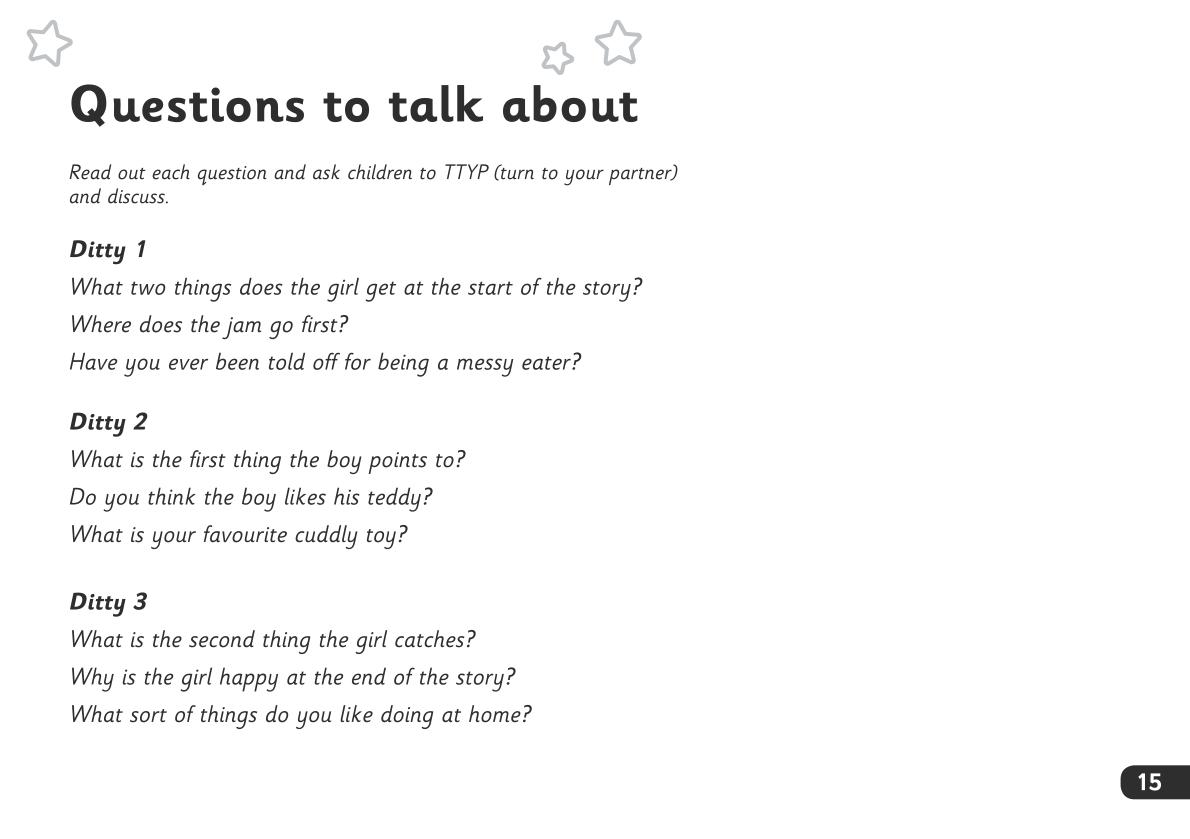 Questions to talk about
Read out each question and ask children to TTYP (turn to your partner)
and discuss.
Ditty 1
What two things does the girl get at the start of the story?
Where does the jam go first?
Have you ever been told off for being a messy eater?
Ditty 2
What is the first thing the boy points to?
Do you think the boy likes his teddy?
What is your favourite cuddly toy?
Ditty 3
What is the second thing the girl catches?
Why is the girl happy at the end of the story?
What sort of things do you like doing at home?
15